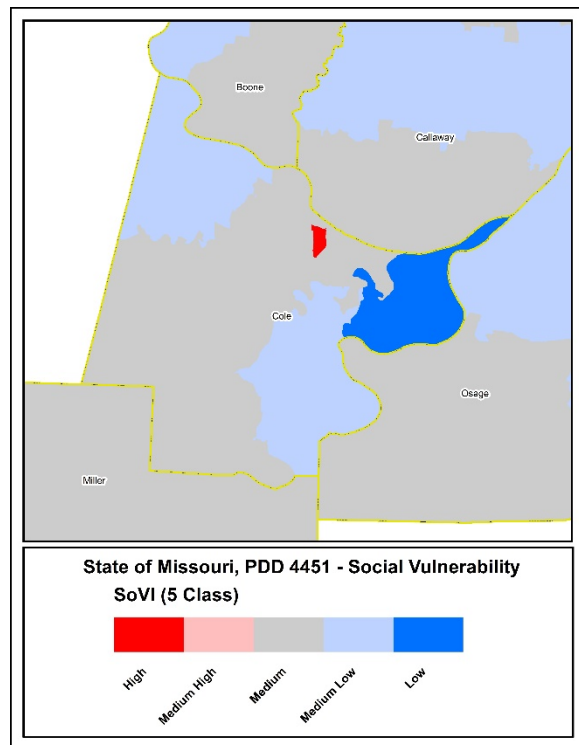 Boone
Callaway
Cole
Osage
Miller
State of Missouri, PDD 4451 - Social Vulnerability
SoVI (5 Class)
High
Medium High
Medium
Medium Low
Low